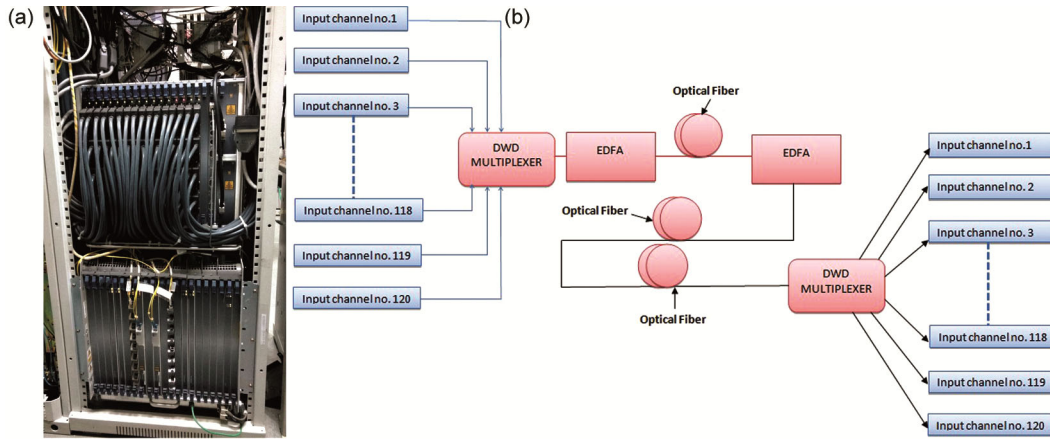 (a)
(b)
Input channel no.1
Input channel no. 2
Input channel no. 3
Input channel no. 118
Input channel no. 119
Input channel no. 120
DWD
MULTIPLEXER
EDFA
Optical Fiber
EDFA
Optical Fiber
Optical Fiber
DWD
MULTIPLEXER
Input channel no.1
Input channel no. 2
Input channel no. 3
Input channel no. 118
Input channel no. 119
Input channel no. 120